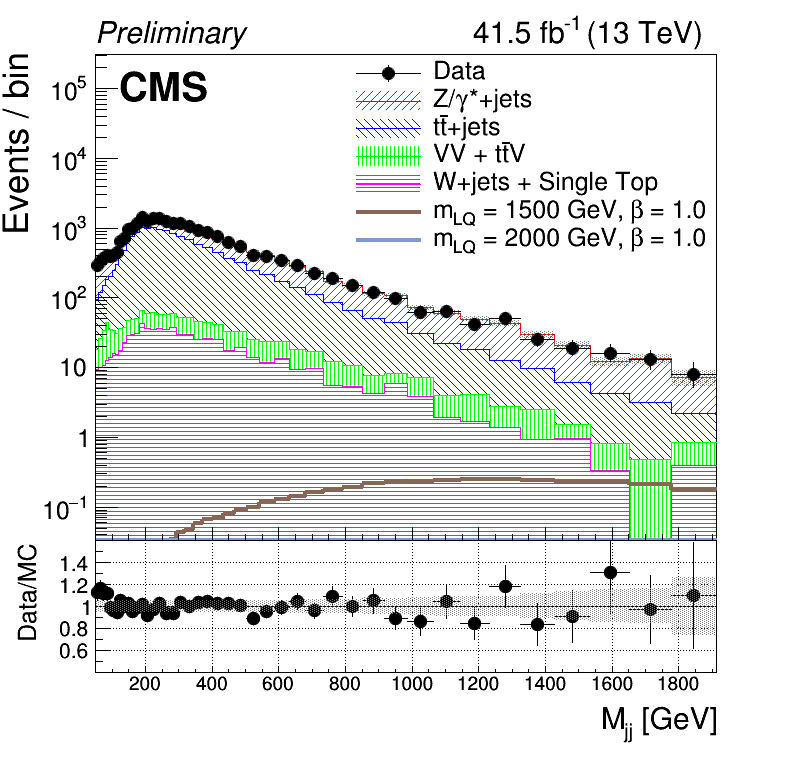 Preliminary 41.5 fb⁻¹ (13 TeV)
CMS
Data
Z/γ*+jets
tt̄+jets
VV + tt̄V
W+jets + Single Top
m_LQ = 1500 GeV, β = 1.0
m_LQ = 2000 GeV, β = 1.0
Events / bin
10⁵
10⁴
10³
10²
10
1
10⁻¹
Data/MC
1.4
1.2
1
0.8
0.6
200 400 600 800 1000 1200 1400 1600 1800
M_jj [GeV]